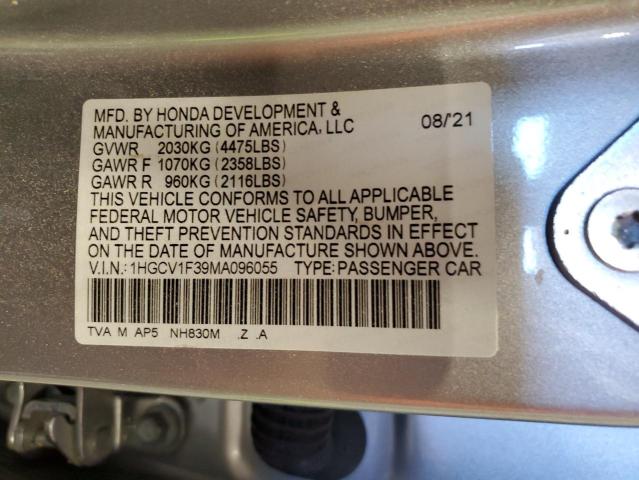 MFD. BY HONDA DEVELOPMENT &
MANUFACTURING OF AMERICA, LLC 08/'21
GVWR 2030KG (4475LBS)
GAWR F 1070KG (2358LBS)
GAWR R 960KG (2116LBS)
THIS VEHICLE CONFORMS TO ALL APPLICABLE
FEDERAL MOTOR VEHICLE SAFETY, BUMPER,
AND THEFT PREVENTION STANDARDS IN EFFECT
ON THE DATE OF MANUFACTURE SHOWN ABOVE.
V.I.N.: 1HGCV1F39MA096055 TYPE: PASSENGER CAR
TVA M AP5 NH830M .Z .A